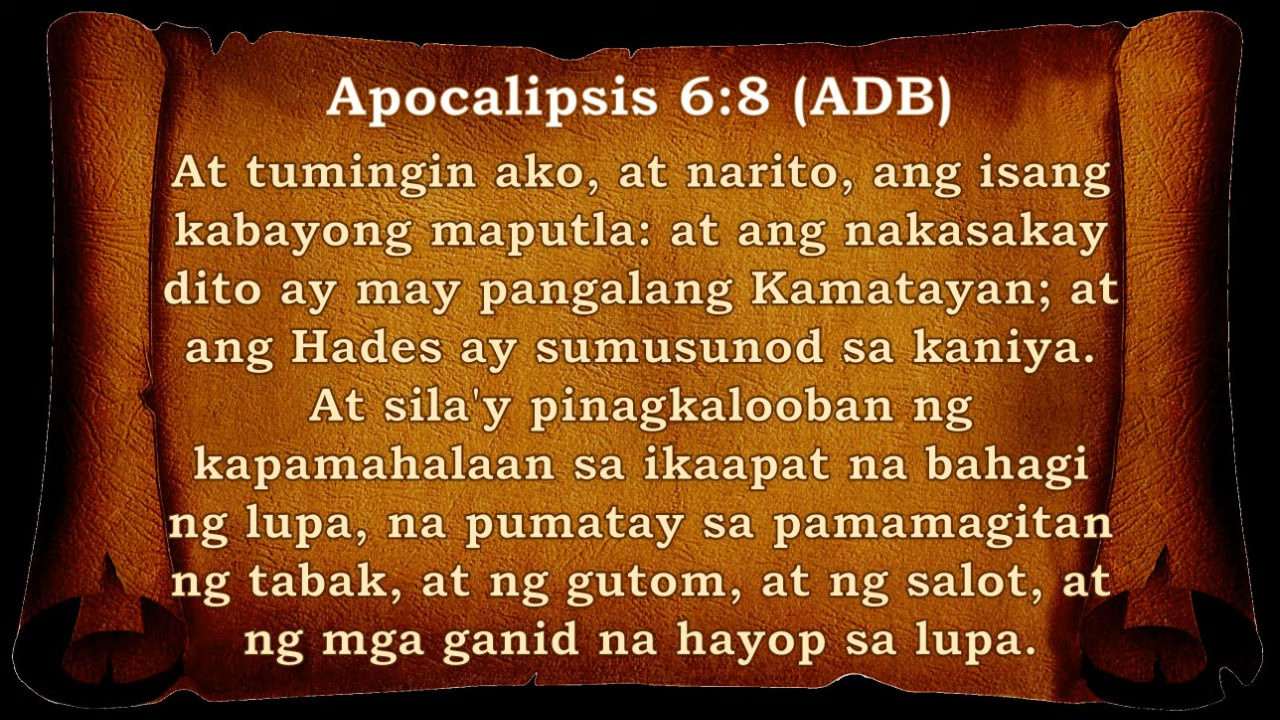 Apocalipsis 6:8 (ADB)
At tumingin ako, at narito, ang isang
kabayong maputla: at ang nakasakay
dito ay may pangalang Kamatayan; at
ang Hades ay sumusunod sa kaniya.
At sila'y pinagkalooban ng
kapamahalaan sa ikaapat na bahagi
ng lupa, na pumatay sa pamamagitan
ng tabak, at ng gutom, at ng salot, at
ng mga ganid na hayop sa lupa.